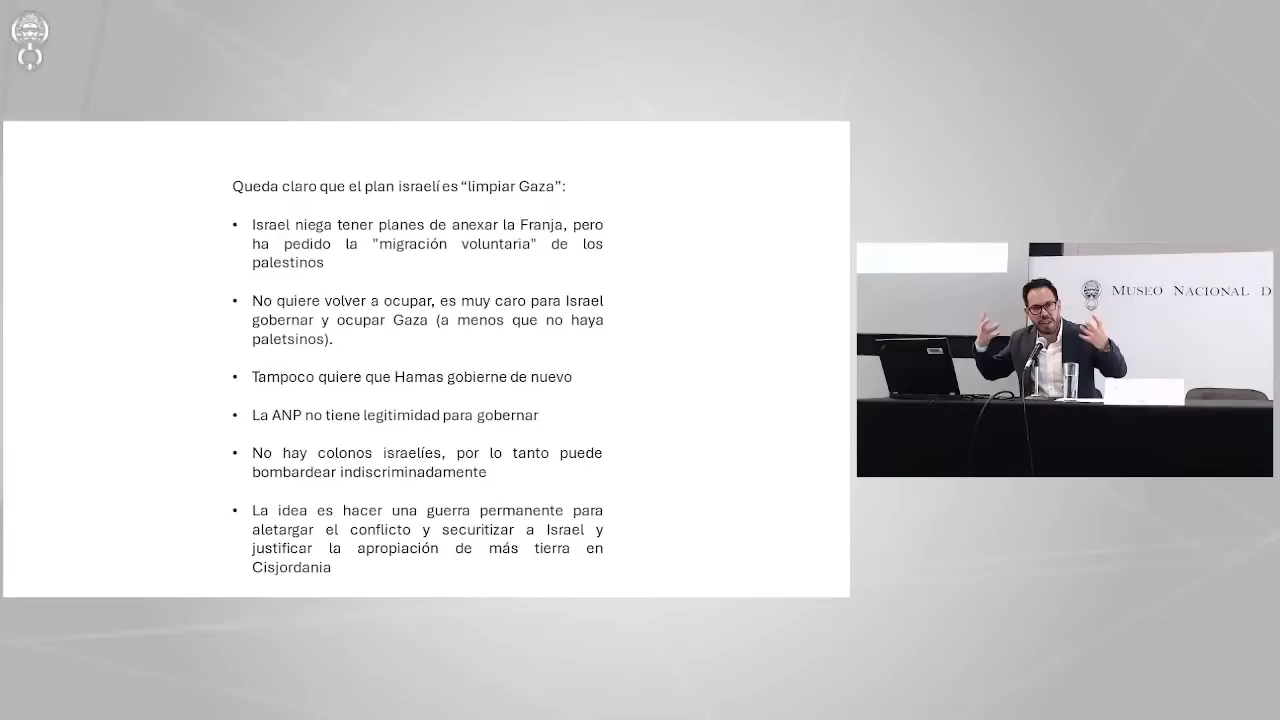 Queda claro que el plan israelí es “limpiar Gaza”:
• Israel niega tener planes de anexar la Franja, pero
ha pedido la "migración voluntaria" de los
palestinos
• No quiere volver a ocupar, es muy caro para Israel
gobernar y ocupar Gaza (a menos que no haya
paletsinos).
• Tampoco quiere que Hamas gobierne de nuevo
• La ANP no tiene legitimidad para gobernar
• No hay colonos israelíes, por lo tanto puede
bombardear indiscriminadamente
• La idea es hacer una guerra permanente para
aletargar el conflicto y securitizar a Israel y
justificar la apropiación de más tierra en
Cisjordania
MUSEO NACIONAL D